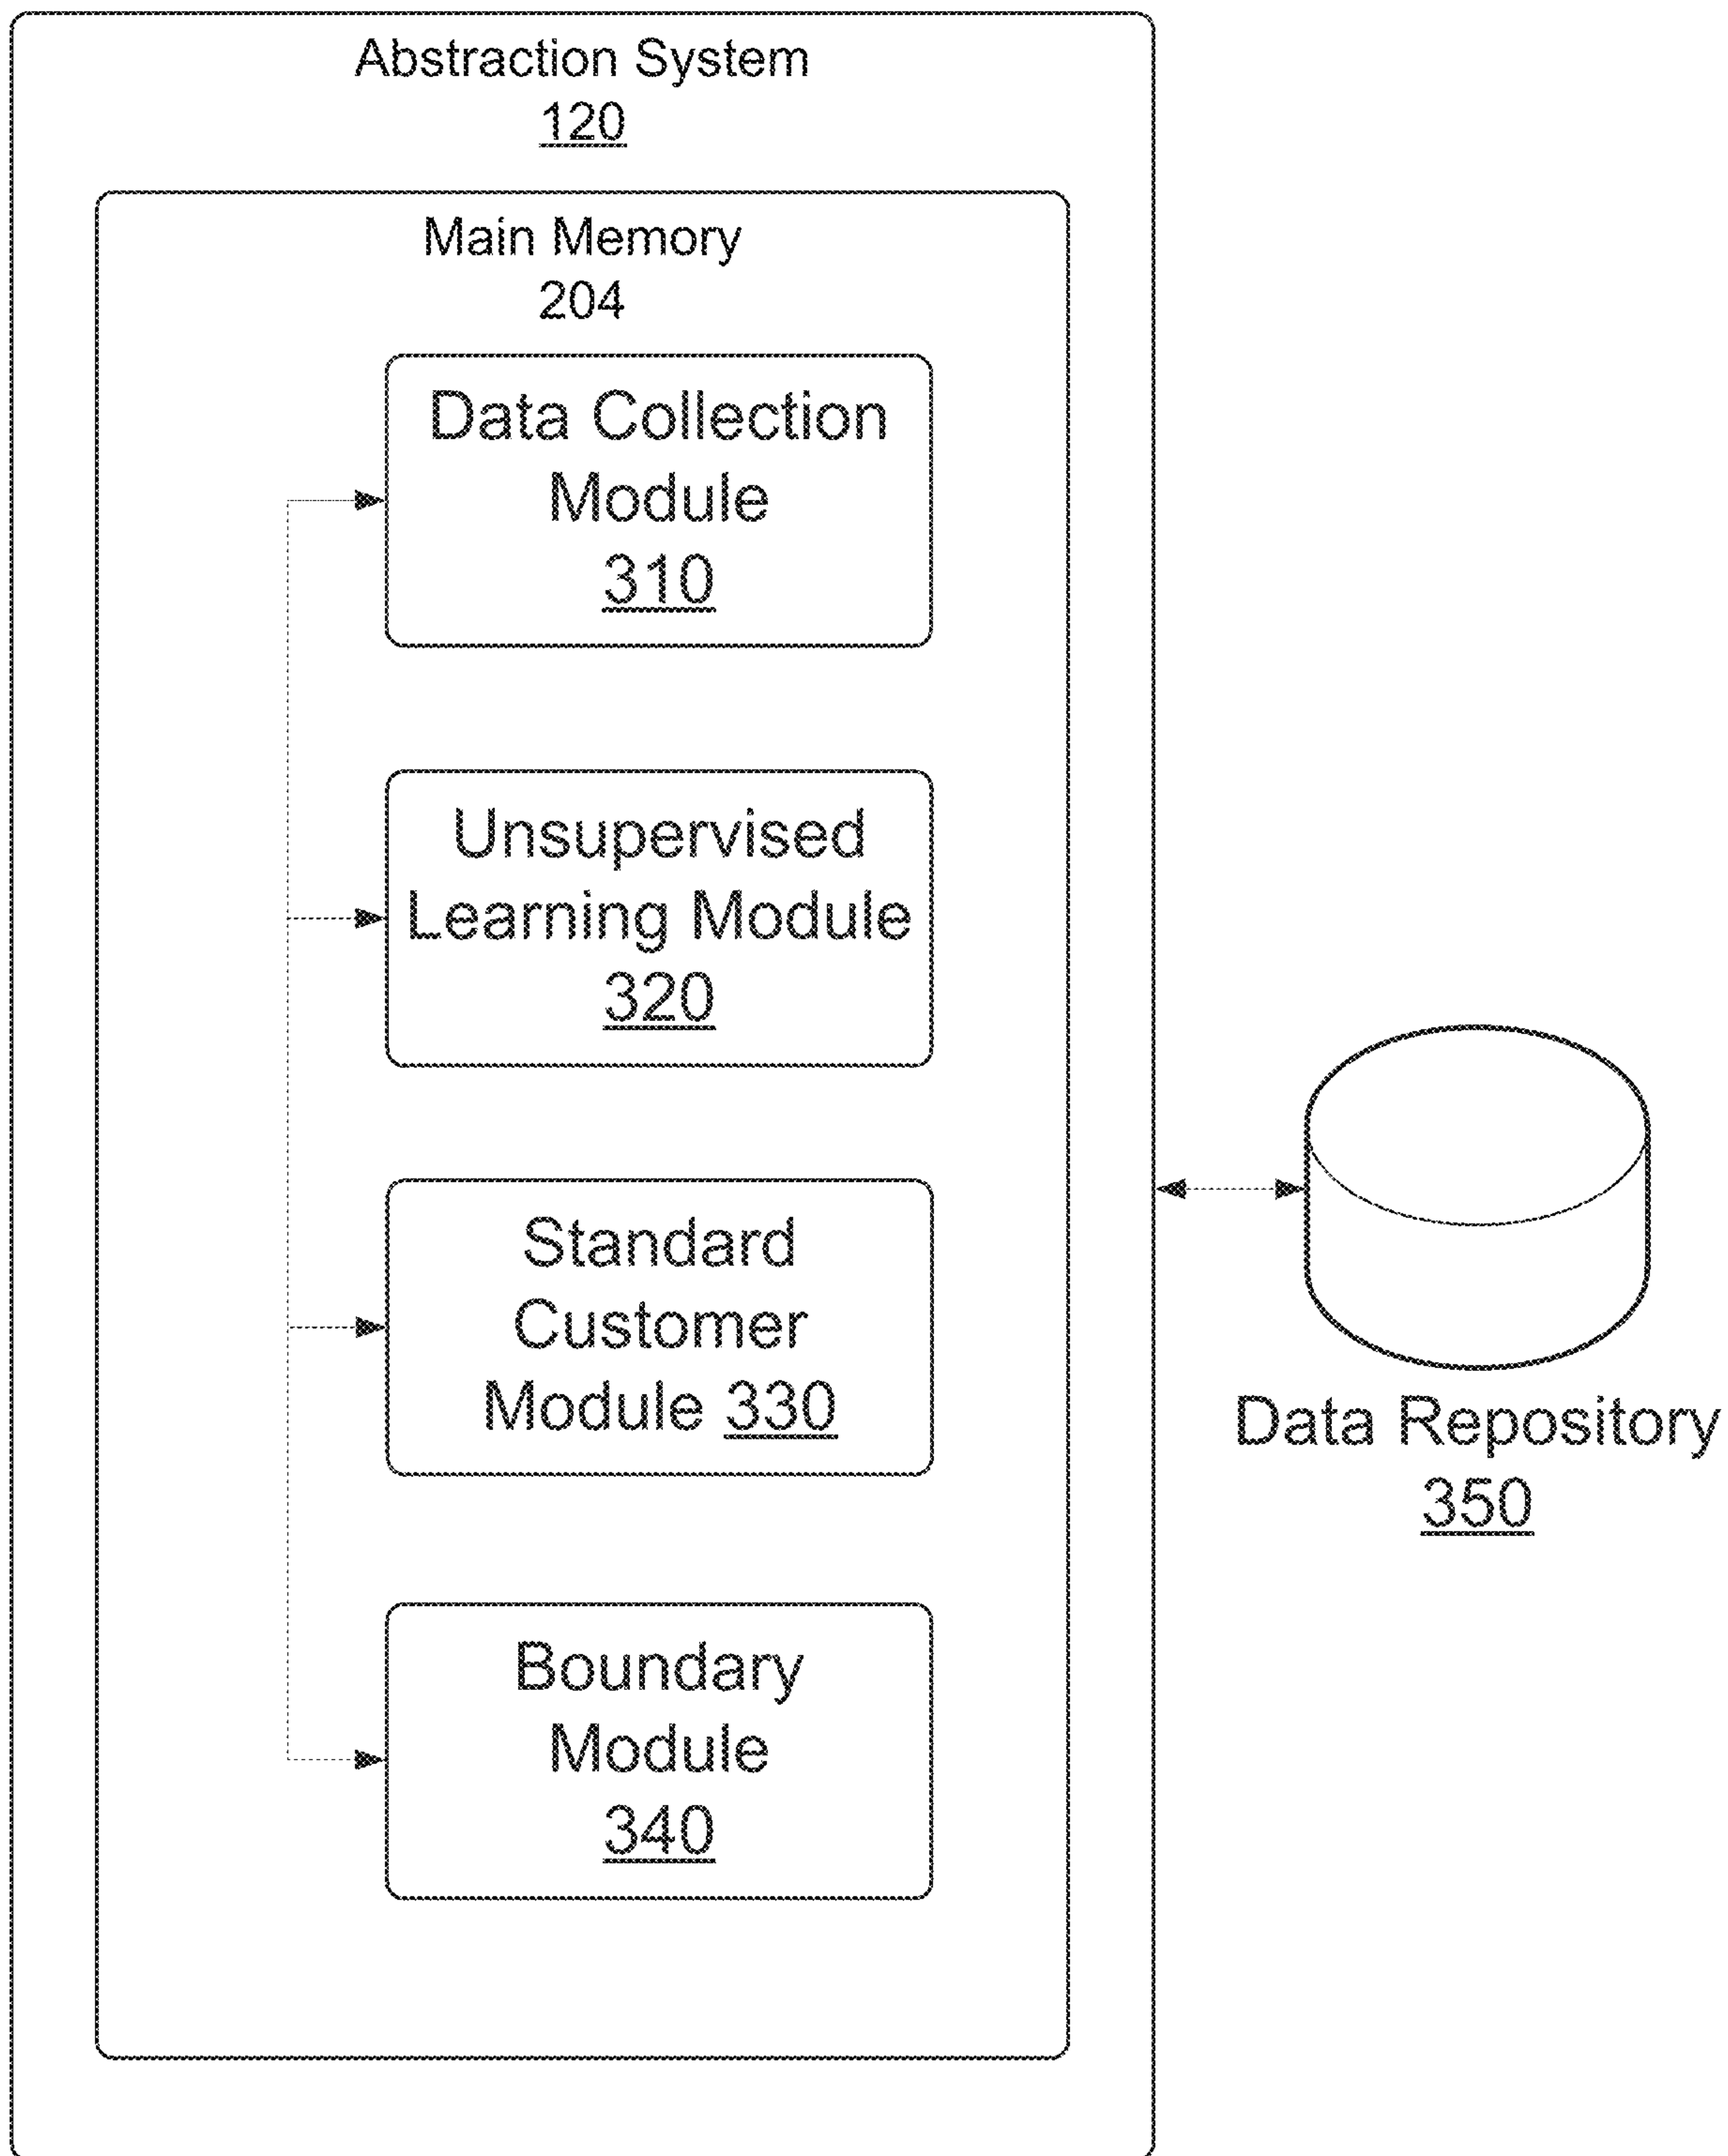 Abstraction System
120
Main Memory
204
Data Collection
Module
310
Unsupervised
Learning Module
320
Standard
Customer
Module 330
Boundary
Module
340
Data Repository
350